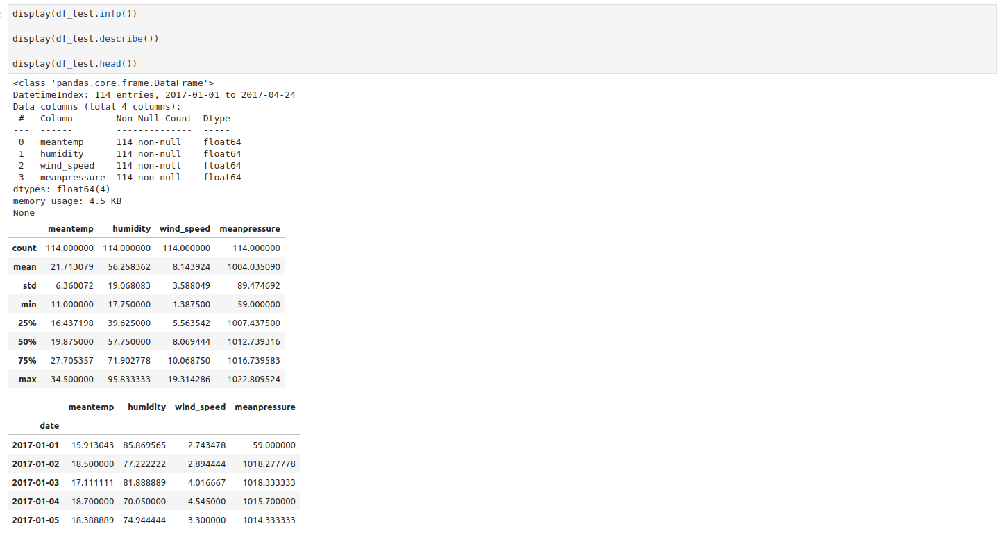 :
display(df_test.info())
display(df_test.describe())
display(df_test.head())
<class 'pandas.core.frame.DataFrame'>
DatetimeIndex: 114 entries, 2017-01-01 to 2017-04-24
Data columns (total 4 columns):
 #   Column        Non-Null Count  Dtype
---  ------        --------------  -----
 0   meantemp      114 non-null    float64
 1   humidity      114 non-null    float64
 2   wind_speed    114 non-null    float64
 3   meanpressure  114 non-null    float64
dtypes: float64(4)
memory usage: 4.5 KB
None
meantemp humidity wind_speed meanpressure
count 114.000000 114.000000 114.000000 114.000000
mean 21.713079 56.258362 8.143924 1004.035090
std 6.360072 19.068083 3.588049 89.474692
min 11.000000 17.750000 1.387500 59.000000
25% 16.437198 39.625000 5.563542 1007.437500
50% 19.875000 57.750000 8.069444 1012.739316
75% 27.705357 71.902778 10.068750 1016.739583
max 34.500000 95.833333 19.314286 1022.809524
meantemp humidity wind_speed meanpressure
date
2017-01-01 15.913043 85.869565 2.743478 59.000000
2017-01-02 18.500000 77.222222 2.894444 1018.277778
2017-01-03 17.111111 81.888889 4.016667 1018.333333
2017-01-04 18.700000 70.050000 4.545000 1015.700000
2017-01-05 18.388889 74.944444 3.300000 1014.333333